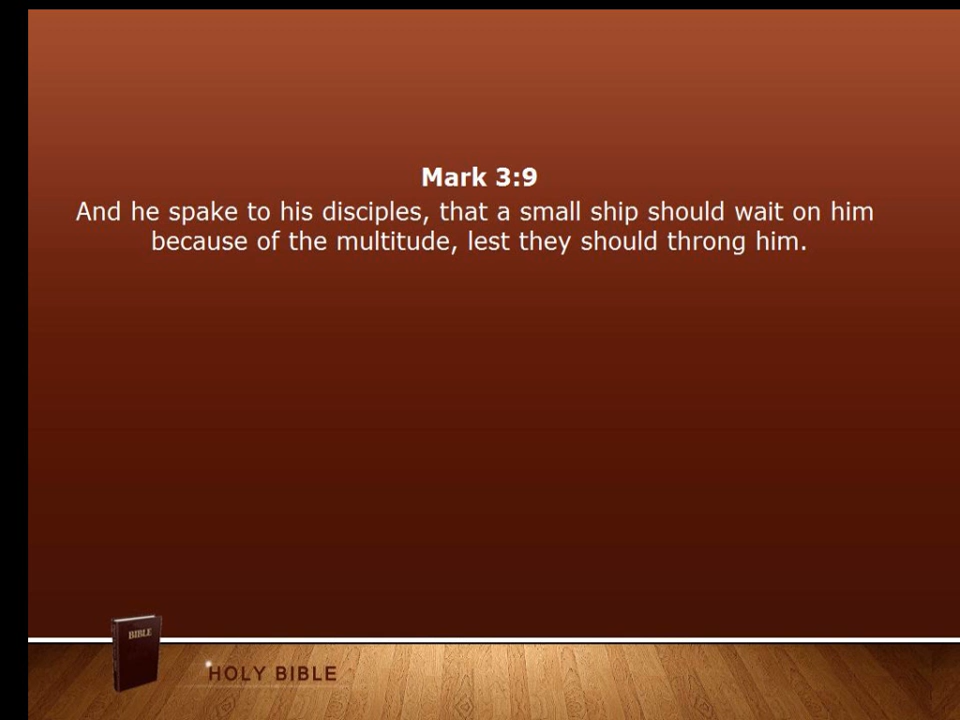 Mark 3:9
And he spake to his disciples, that a small ship should wait on him
because of the multitude, lest they should throng him.
BIBLE
HOLY BIBLE